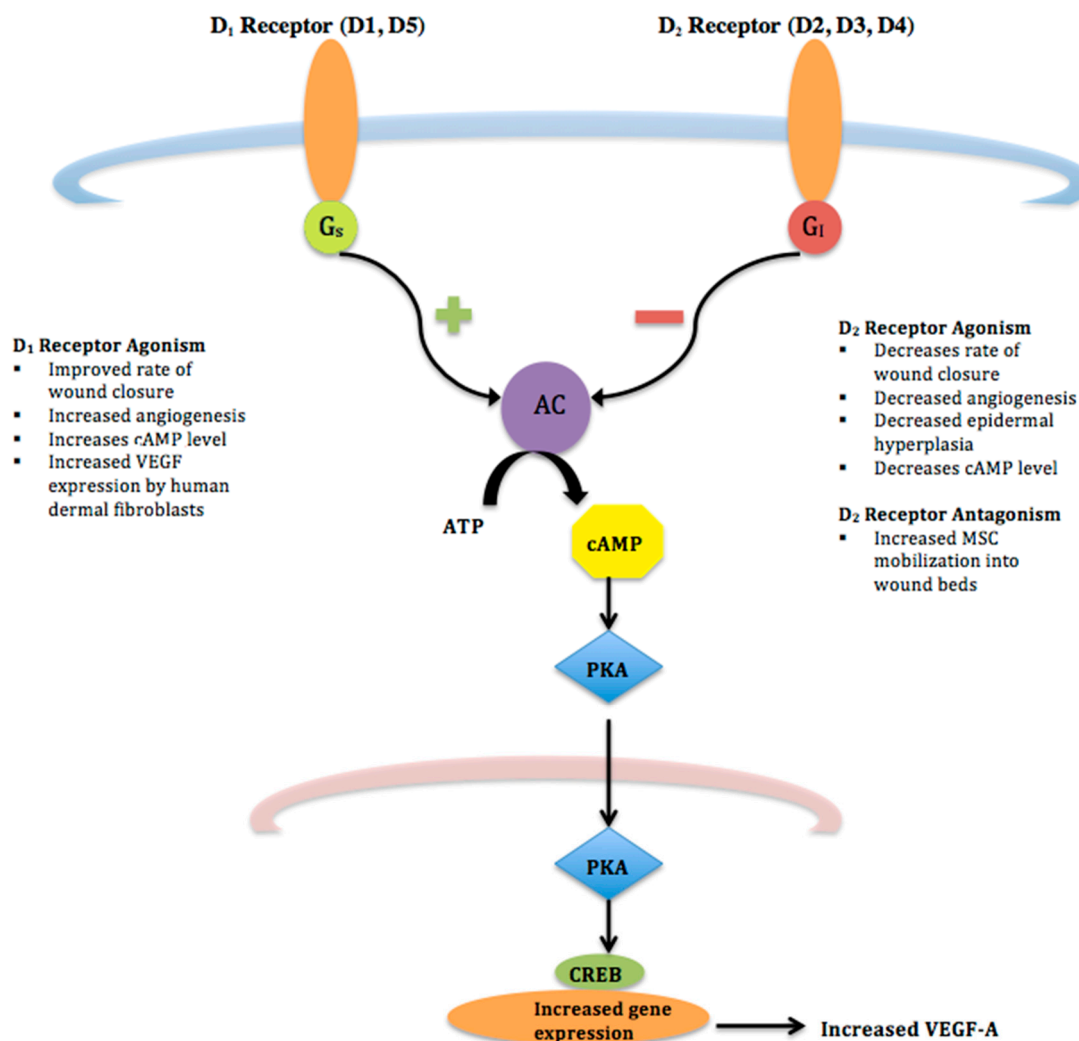 D₁ Receptor (D1, D5)
D₂ Receptor (D2, D3, D4)
Gs
GI
D₁ Receptor Agonism
▪ Improved rate of
wound closure
▪ Increased angiogenesis
▪ Increases cAMP level
▪ Increased VEGF
expression by human
dermal fibroblasts
AC
ATP
cAMP
D₂ Receptor Agonism
▪ Decreases rate of
wound closure
▪ Decreased angiogenesis
▪ Decreased epidermal
hyperplasia
▪ Decreases cAMP level
D₂ Receptor Antagonism
▪ Increased MSC
mobilization into
wound beds
PKA
PKA
CREB
Increased gene
expression
Increased VEGF-A